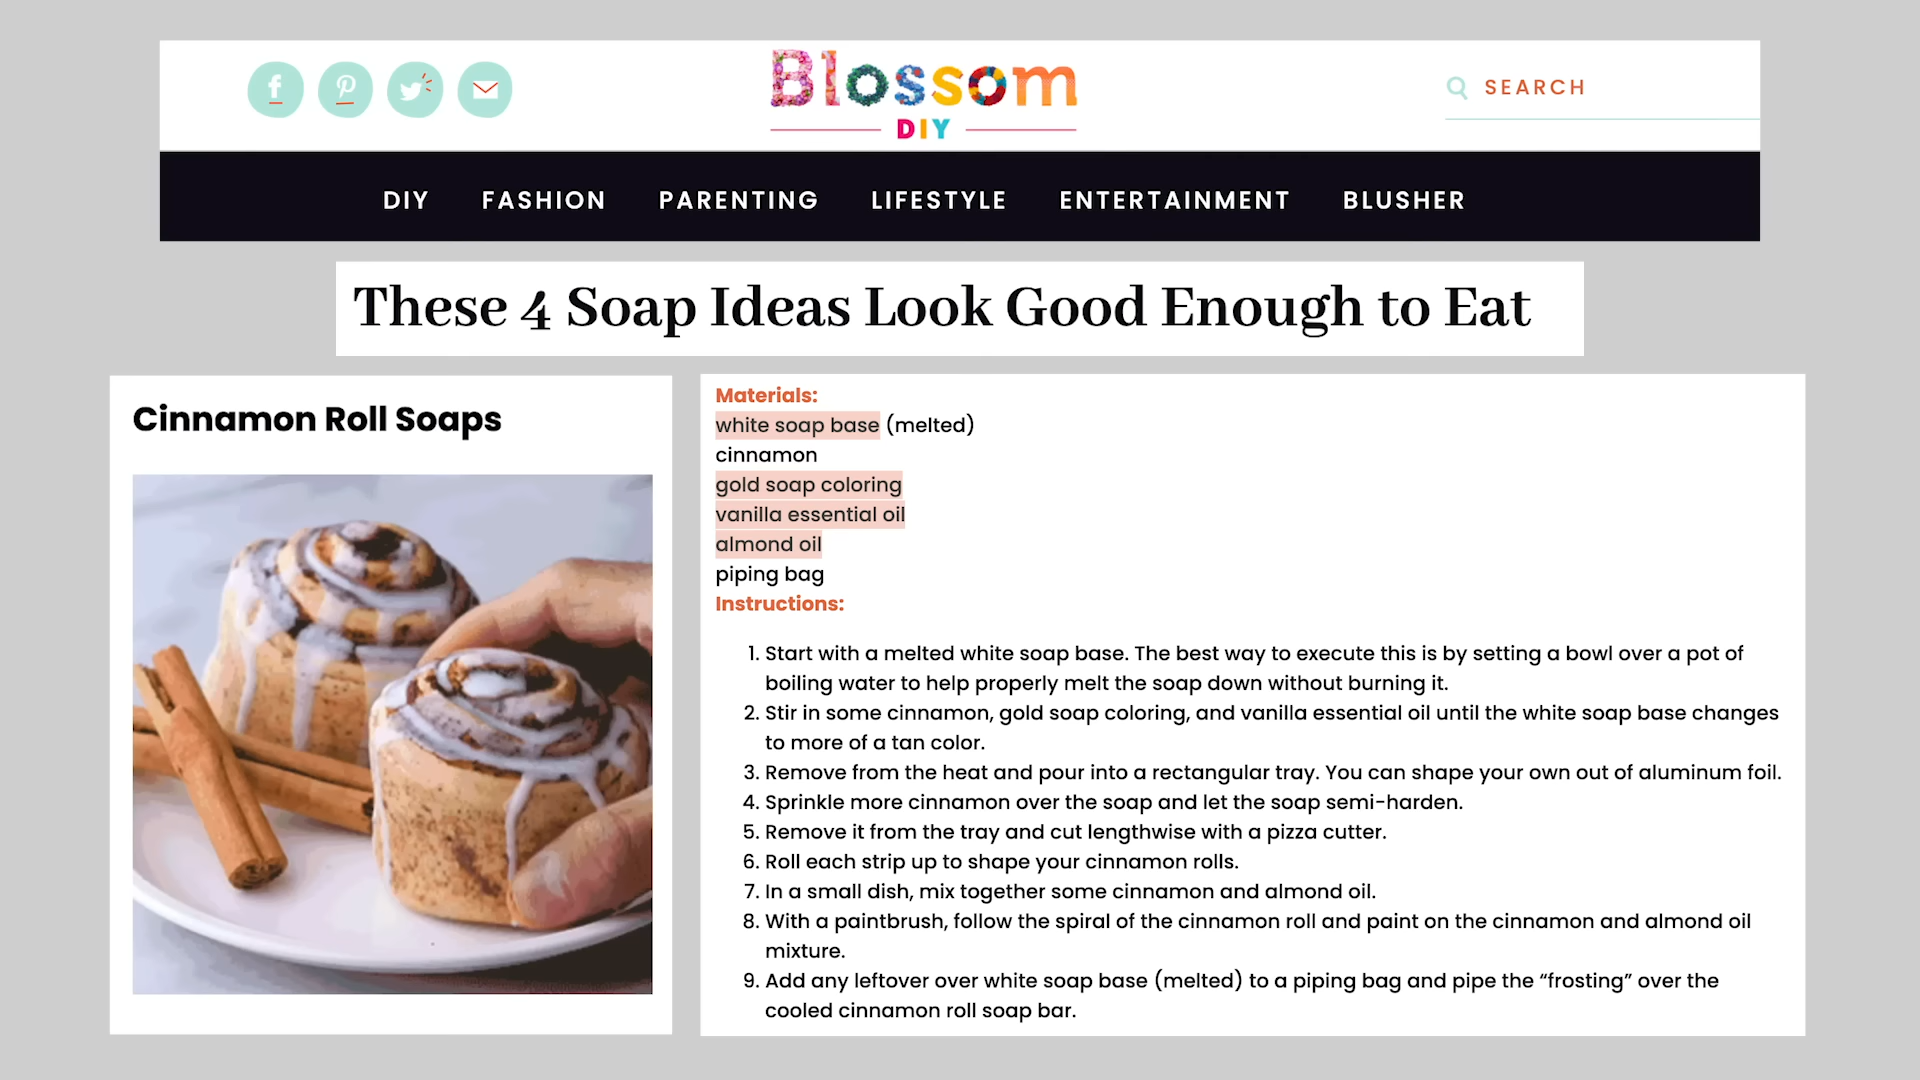 Blossom
DIY
SEARCH
DIY FASHION PARENTING LIFESTYLE ENTERTAINMENT BLUSHER
These 4 Soap Ideas Look Good Enough to Eat
Cinnamon Roll Soaps
Materials:
white soap base (melted)
cinnamon
gold soap coloring
vanilla essential oil
almond oil
piping bag
Instructions:
1. Start with a melted white soap base. The best way to execute this is by setting a bowl over a pot of
boiling water to help properly melt the soap down without burning it.
2. Stir in some cinnamon, gold soap coloring, and vanilla essential oil until the white soap base changes
to more of a tan color.
3. Remove from the heat and pour into a rectangular tray. You can shape your own out of aluminum foil.
4. Sprinkle more cinnamon over the soap and let the soap semi-harden.
5. Remove it from the tray and cut lengthwise with a pizza cutter.
6. Roll each strip up to shape your cinnamon rolls.
7. In a small dish, mix together some cinnamon and almond oil.
8. With a paintbrush, follow the spiral of the cinnamon roll and paint on the cinnamon and almond oil
mixture.
9. Add any leftover over white soap base (melted) to a piping bag and pipe the “frosting” over the
cooled cinnamon roll soap bar.